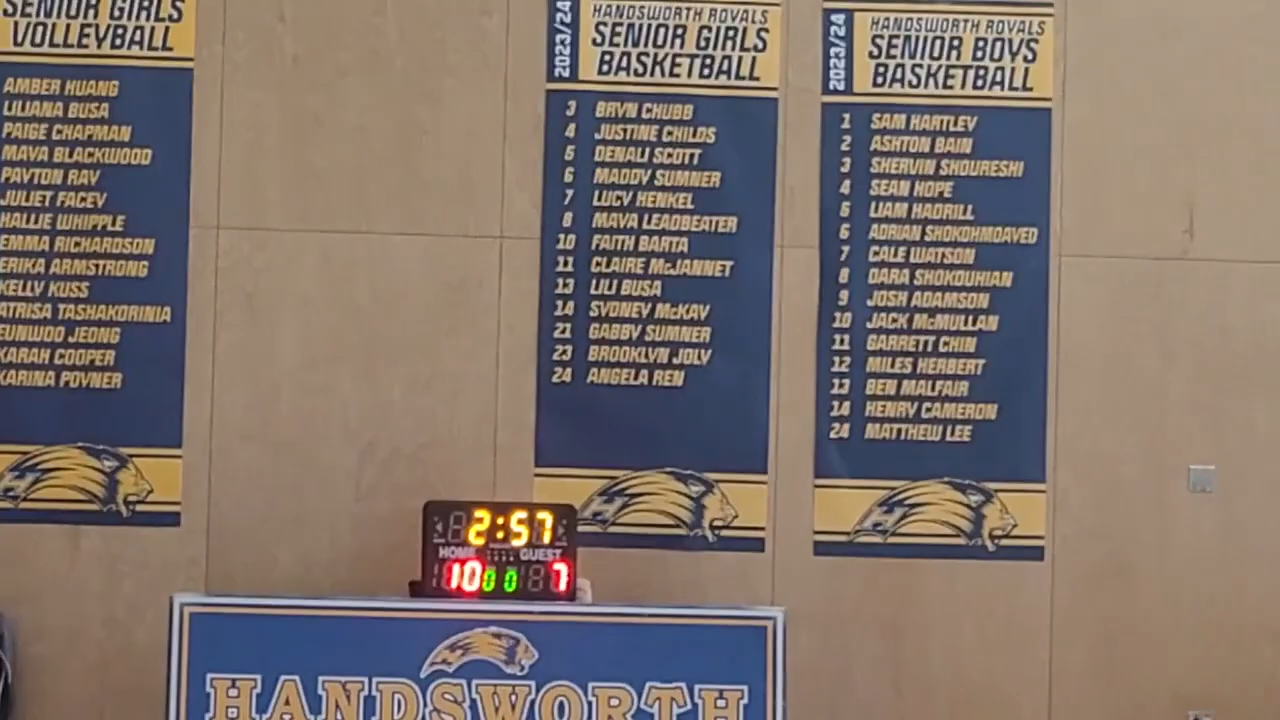 SENIOR GIRLS
VOLLEYBALL
AMBER HUANG
LILIANA BUSA
PAIGE CHAPMAN
MAYA BLACKWOOD
PAYTON RAY
JULIET FACEY
HALLIE WHIPPLE
EMMA RICHARDSON
ERIKA ARMSTRONG
KELLY KUSS
ATRISA TASHAKORINIA
EUNWOO JEONG
KARAH COOPER
KARINA POYNER
2023/24
HANDSWORTH ROYALS
SENIOR GIRLS
BASKETBALL
3 BRYN CHUBB
4 JUSTINE CHILDS
5 DENALI SCOTT
6 MADDY SUMNER
7 LUCY HENKEL
8 MAYA LEADBEATER
10 FAITH BARTA
11 CLAIRE McJANNET
13 LILI BUSA
14 SYDNEY McKAY
21 GABBY SUMNER
23 BROOKLYN JOLY
24 ANGELA REN
2023/24
HANDSWORTH ROYALS
SENIOR BOYS
BASKETBALL
1 SAM HARTLEY
2 ASHTON BAIN
3 SHERVIN SHOURESHI
4 SEAN HOPE
5 LIAM HADRILL
6 ADRIAN SHOKOHMOAVED
7 CALE WATSON
8 DARA SHOKOUHIAN
9 JOSH ADAMSON
10 JACK McMULLAN
11 GARRETT CHIN
12 MILES HERBERT
13 BEN MALFAIR
14 HENRY CAMERON
24 MATTHEW LEE
H
H
H
2:57
HOME GUEST
10 0 0 7
HANDSWORTH